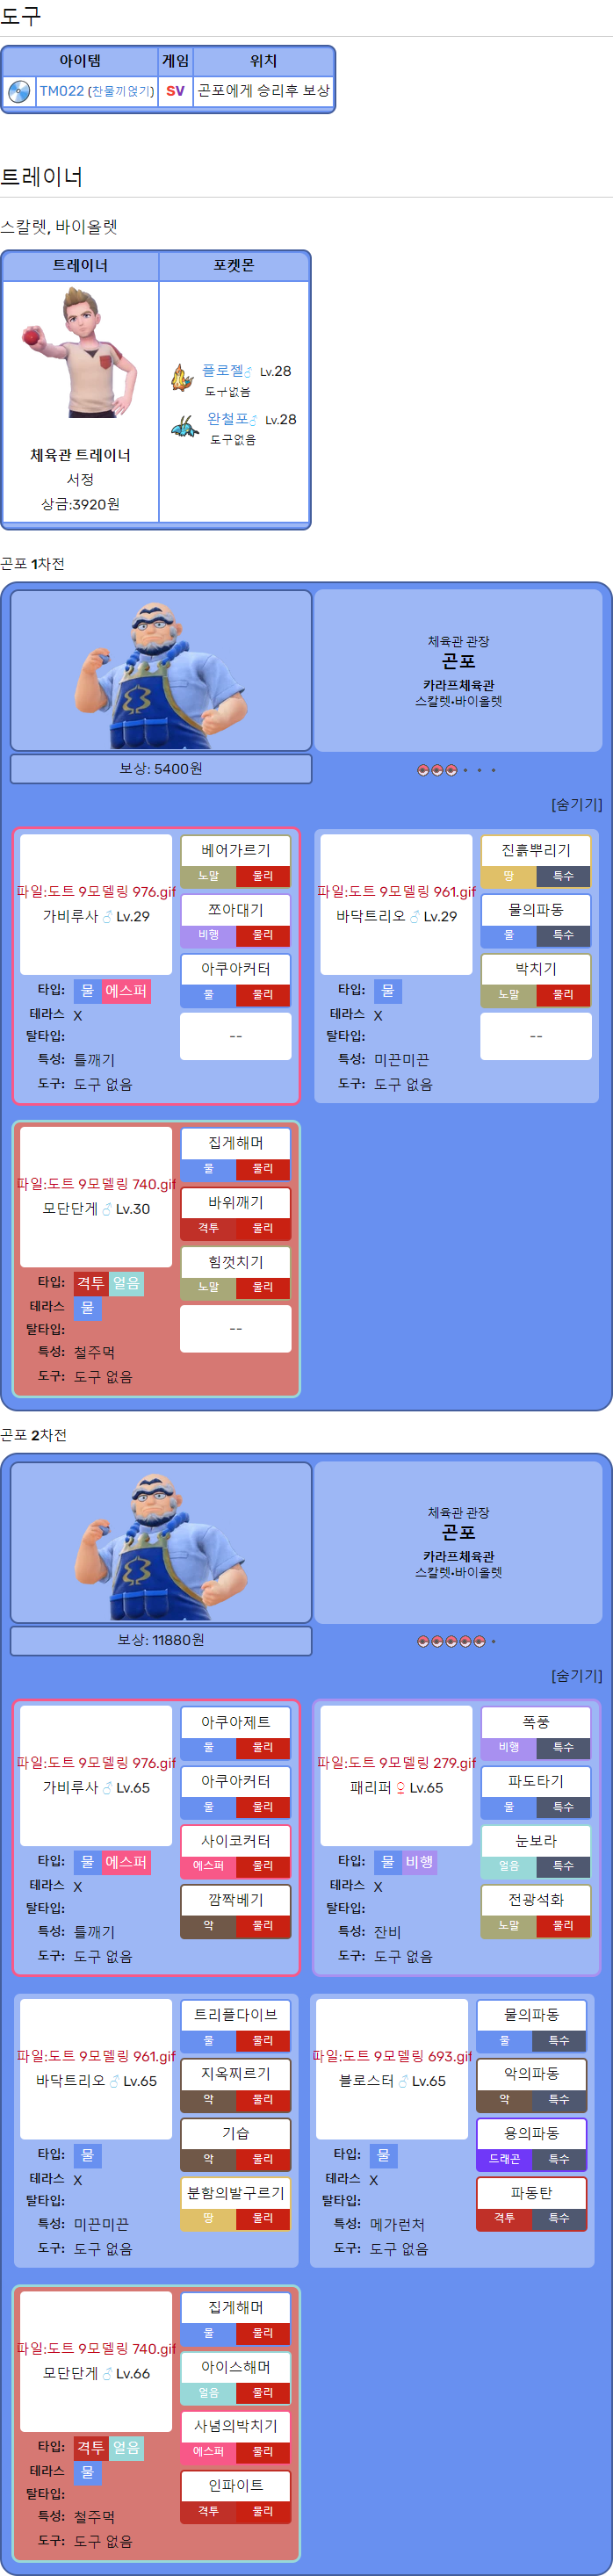 도구
아이템 게임 위치
TM022 (찬물끼얹기) SV 곤포에게 승리후 보상
트레이너
스칼렛, 바이올렛
트레이너 포켓몬
플로젤♂ Lv.28
도구없음
완철포♂ Lv.28
도구없음
체육관 트레이너
서정
상금:3920원
곤포 1차전
체육관 관장
곤포
카라프체육관
스칼렛•바이올렛
보상: 5400원
[숨기기]
파일:도트 9모델링 976.gif
가비루사 ♂ Lv.29
타입: 물 에스퍼
테라스탈타입: X
특성: 틀깨기
도구: 도구 없음
베어가르기
노말 물리
쪼아대기
비행 물리
아쿠아커터
물 물리
--
파일:도트 9모델링 961.gif
바닥트리오 ♂ Lv.29
타입: 물
테라스탈타입: X
특성: 미끈미끈
도구: 도구 없음
진흙뿌리기
땅 특수
물의파동
물 특수
박치기
노말 물리
--
파일:도트 9모델링 740.gif
모단단게 ♂ Lv.30
타입: 격투 얼음
테라스탈타입: 물
특성: 철주먹
도구: 도구 없음
집게해머
물 물리
바위깨기
격투 물리
힘껏치기
노말 물리
--
곤포 2차전
체육관 관장
곤포
카라프체육관
스칼렛•바이올렛
보상: 11880원
[숨기기]
파일:도트 9모델링 976.gif
가비루사 ♂ Lv.65
타입: 물 에스퍼
테라스탈타입: X
특성: 틀깨기
도구: 도구 없음
아쿠아제트
물 물리
아쿠아커터
물 물리
사이코커터
에스퍼 물리
깜짝베기
악 물리
파일:도트 9모델링 279.gif
패리퍼 ♀ Lv.65
타입: 물 비행
테라스탈타입: X
특성: 잔비
도구: 도구 없음
폭풍
비행 특수
파도타기
물 특수
눈보라
얼음 특수
전광석화
노말 물리
파일:도트 9모델링 961.gif
바닥트리오 ♂ Lv.65
타입: 물
테라스탈타입: X
특성: 미끈미끈
도구: 도구 없음
트리플다이브
물 물리
지옥찌르기
악 물리
기습
악 물리
분함의발구르기
땅 물리
파일:도트 9모델링 693.gif
블로스터 ♂ Lv.65
타입: 물
테라스탈타입: X
특성: 메가런처
도구: 도구 없음
물의파동
물 특수
악의파동
악 특수
용의파동
드래곤 특수
파동탄
격투 특수
파일:도트 9모델링 740.gif
모단단게 ♂ Lv.66
타입: 격투 얼음
테라스탈타입: 물
특성: 철주먹
도구: 도구 없음
집게해머
물 물리
아이스해머
얼음 물리
사념의박치기
에스퍼 물리
인파이트
격투 물리